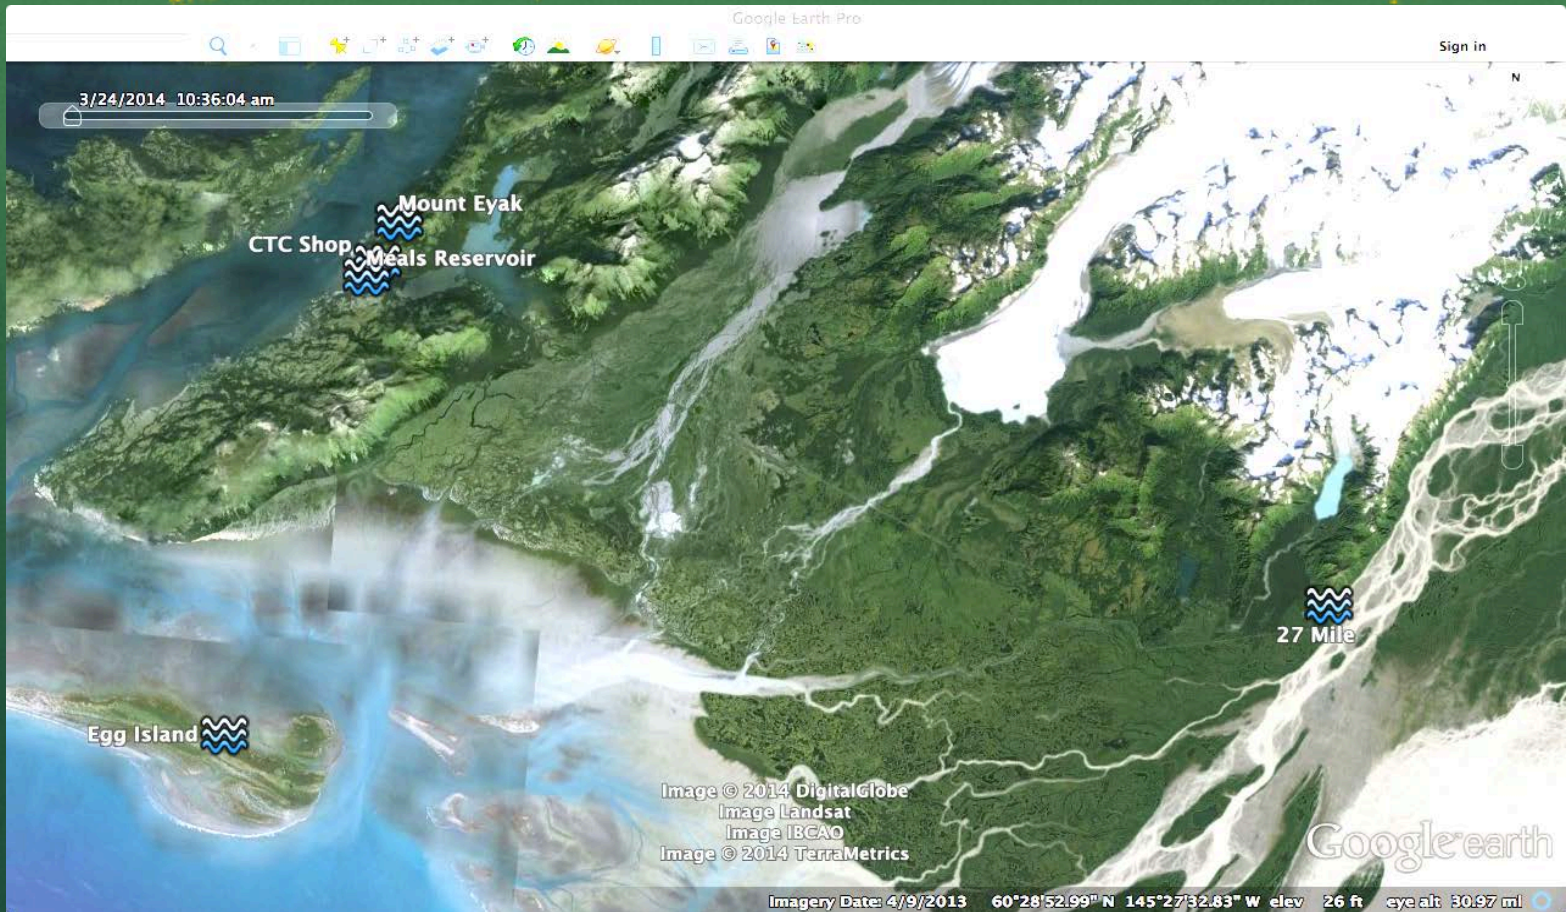 Google Earth Pro
Sign in
N
3/24/2014 10:36:04 am
Mount Eyak
CTC Shop
Meals Reservoir
27 Mile
Egg Island
Image © 2014 DigitalGlobe
Image Landsat
Image IBCAO
Image © 2014 TerraMetrics
Google earth
Imagery Date: 4/9/2013 60°28'52.99" N 145°27'32.83" W elev 26 ft eye alt 30.97 mi